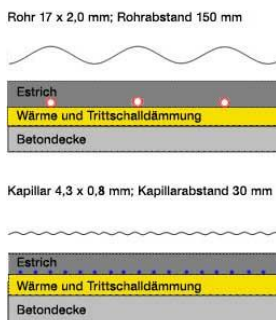 Rohr 17 x 2,0 mm; Rohrabstand 150 mm
Estrich
Wärme und Trittschalldämmung
Betondecke
Kapillar 4,3 x 0,8 mm; Kapillarabstand 30 mm
Estrich
Wärme und Trittschalldämmung
Betondecke